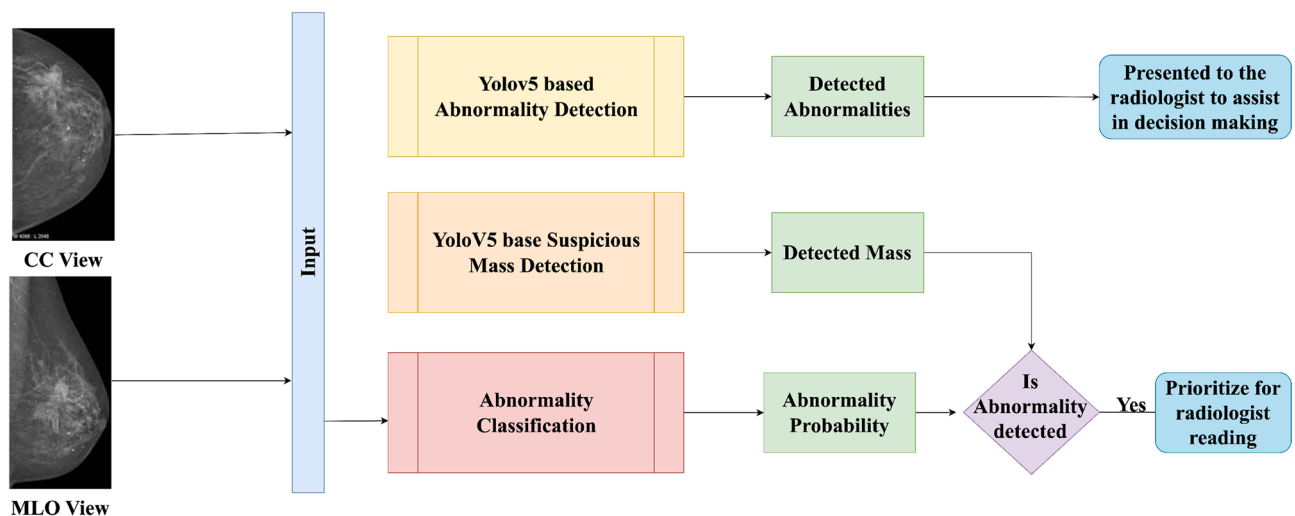 W 4086 - L 2048
CC View
MLO View
Input
Yolov5 based
Abnormality Detection
Detected
Abnormalities
Presented to the
radiologist to assist
in decision making
YoloV5 base Suspicious
Mass Detection
Detected Mass
Abnormality
Classification
Abnormality
Probability
Is
Abnormality
detected
Yes
Prioritize for
radiologist
reading